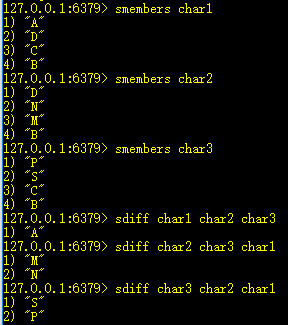 127.0.0.1:6379> smembers char1
1) "A"
2) "D"
3) "C"
4) "B"
127.0.0.1:6379> smembers char2
1) "D"
2) "N"
3) "M"
4) "B"
127.0.0.1:6379> smembers char3
1) "P"
2) "S"
3) "C"
4) "B"
127.0.0.1:6379> sdiff char1 char2 char3
1) "A"
127.0.0.1:6379> sdiff char2 char3 char1
1) "M"
2) "N"
127.0.0.1:6379> sdiff char3 char2 char1
1) "S"
2) "P"